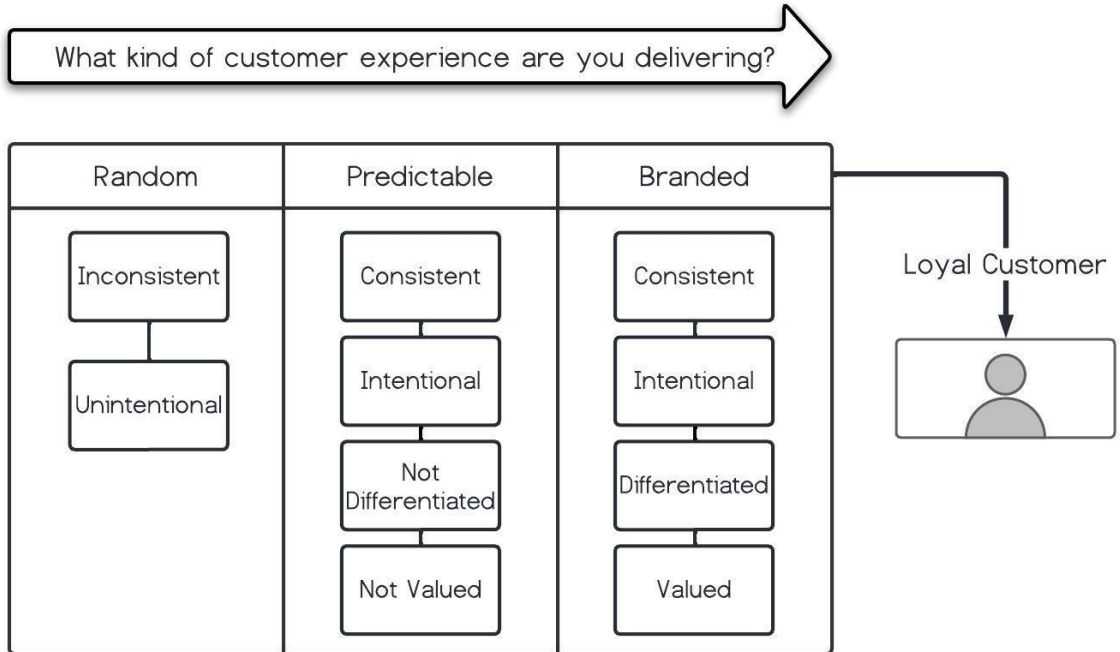 What kind of customer experience are you delivering?
Random
Predictable
Branded
Inconsistent
Unintentional
Consistent
Intentional
Not
Differentiated
Not Valued
Consistent
Intentional
Differentiated
Valued
Loyal Customer